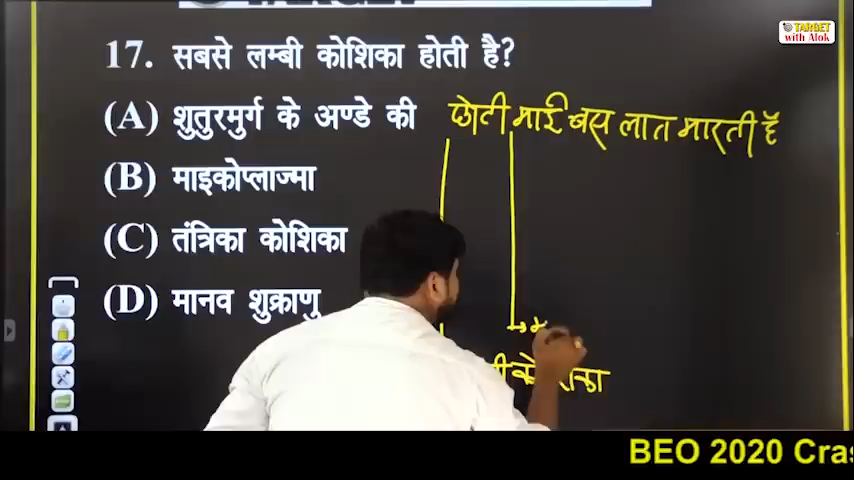 TARGET
with Alok
17. सबसे लम्बी कोशिका होती है?
(A) शुतुरमुर्ग के अण्डे की
छोटी माई बस लात मारती है
(B) माइकोप्लाज्मा
(C) तंत्रिका कोशिका
(D) मानव शुक्राणु
BEO 2020 Cras